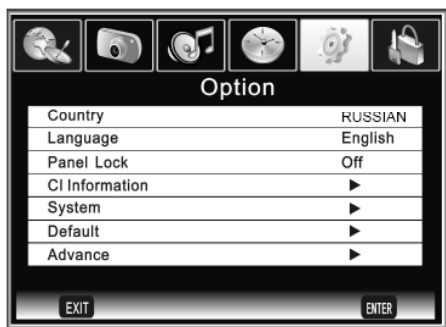 Option
Country RUSSIAN
Language English
Panel Lock Off
CI Information
System
Default
Advance
EXIT ENTER